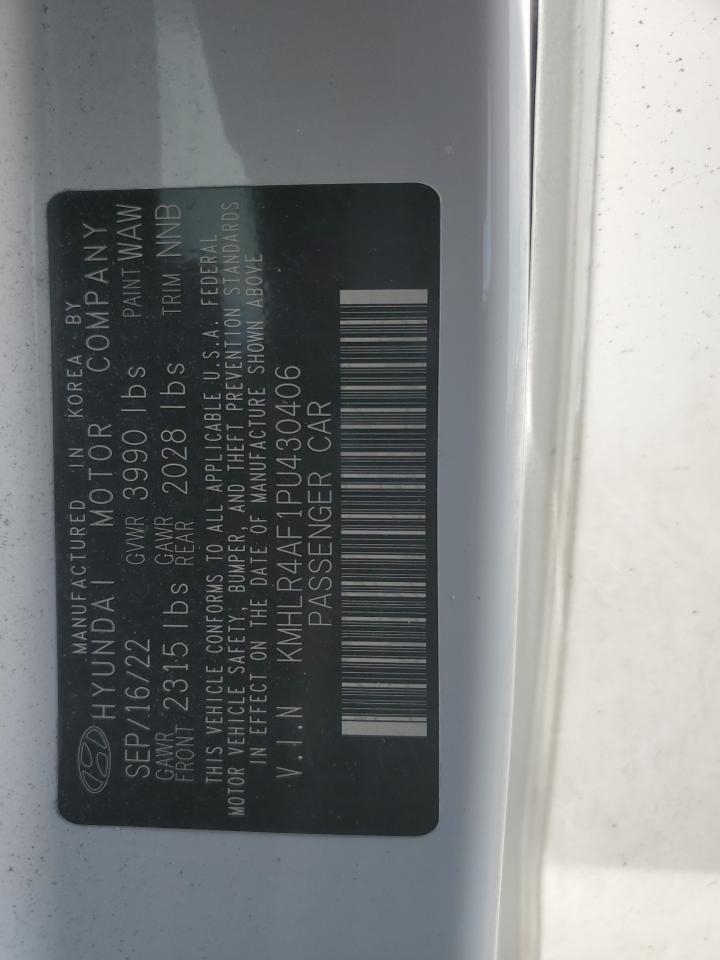 MANUFACTURED IN KOREA BY
HYUNDAI MOTOR COMPANY
SEP/16/22 GVWR 3990 lbs PAINT WAW
GAWR FRONT 2315 lbs GAWR REAR 2028 lbs TRIM NNB
THIS VEHICLE CONFORMS TO ALL APPLICABLE U.S.A. FEDERAL
MOTOR VEHICLE SAFETY, BUMPER, AND THEFT PREVENTION STANDARDS
IN EFFECT ON THE DATE OF MANUFACTURE SHOWN ABOVE
V.I.N KMHLR4AF1PU430406
PASSENGER CAR